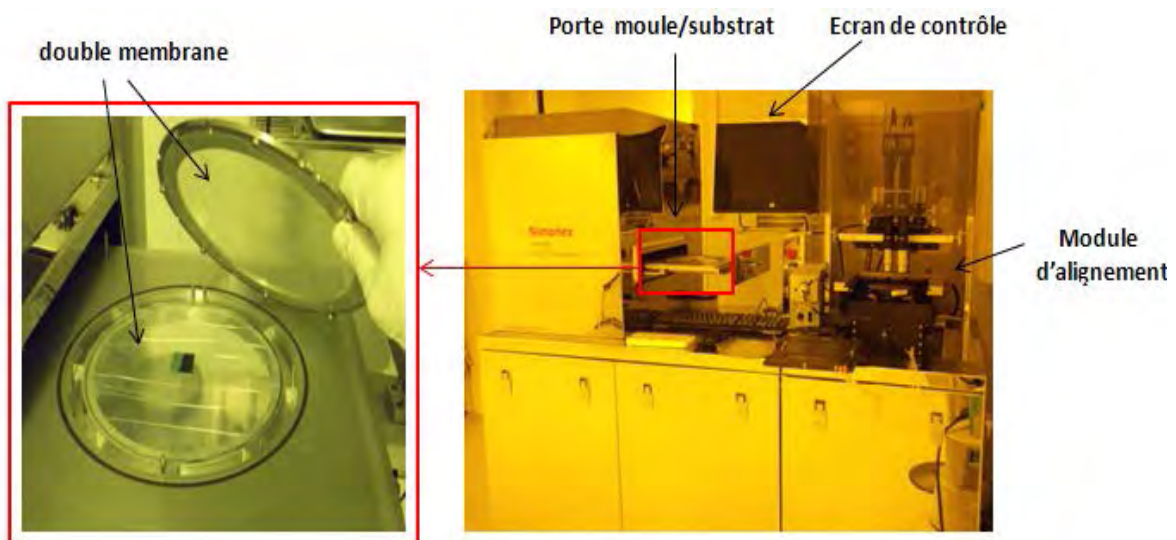 Porte moule/substrat
Ecran de contrôle
double membrane
Module
d'alignement